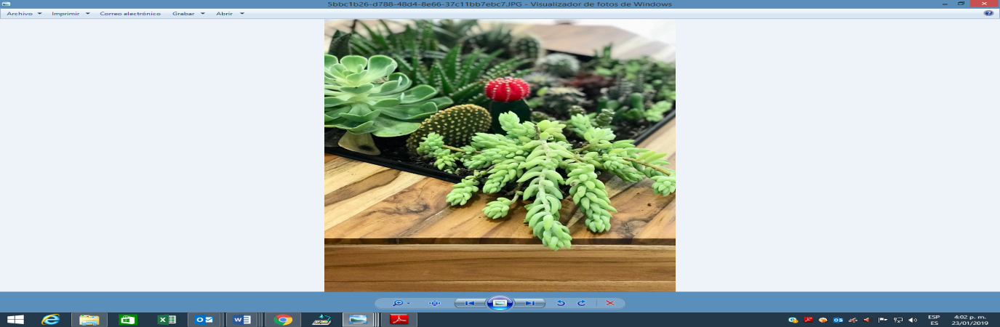 5bbc1b26-d788-48d4-8e66-37c11bb7ebc7.JPG - Visualizador de fotos de Windows
Archivo Imprimir Correo electrónico Grabar Abrir
ESP 4:02 p. m.
ES 23/01/2019